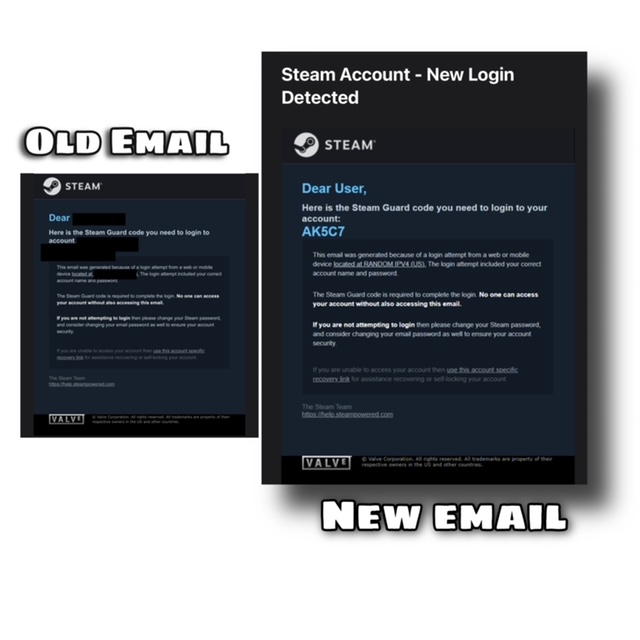 Steam Account - New Login
Detected
OLD EMAIL
STEAM
Dear
Here is the Steam Guard code you need to login to
account
This email was generated because of a login attempt from a web or mobile
device located at . The login attempt included your correct
account name and password.
The Steam Guard code is required to complete the login. No one can access
your account without also accessing this email.
If you are not attempting to login then please change your Steam password,
and consider changing your email password as well to ensure your account
security.
If you are unable to access your account then use this account specific
recovery link for assistance recovering or self-locking your account.
The Steam Team
https://help.steampowered.com
VALVE
© Valve Corporation. All rights reserved. All trademarks are property of their
respective owners in the US and other countries.
STEAM
Dear User,
Here is the Steam Guard code you need to login to your
account:
AK5C7
This email was generated because of a login attempt from a web or mobile
device located at RANDOM IPV4 (US). The login attempt included your correct
account name and password.
The Steam Guard code is required to complete the login. No one can access
your account without also accessing this email.
If you are not attempting to login then please change your Steam password,
and consider changing your email password as well to ensure your account
security.
If you are unable to access your account then use this account specific
recovery link for assistance recovering or self-locking your account.
The Steam Team
https://help.steampowered.com
VALVE
© Valve Corporation. All rights reserved. All trademarks are property of their
respective owners in the US and other countries.
NEW EMAIL